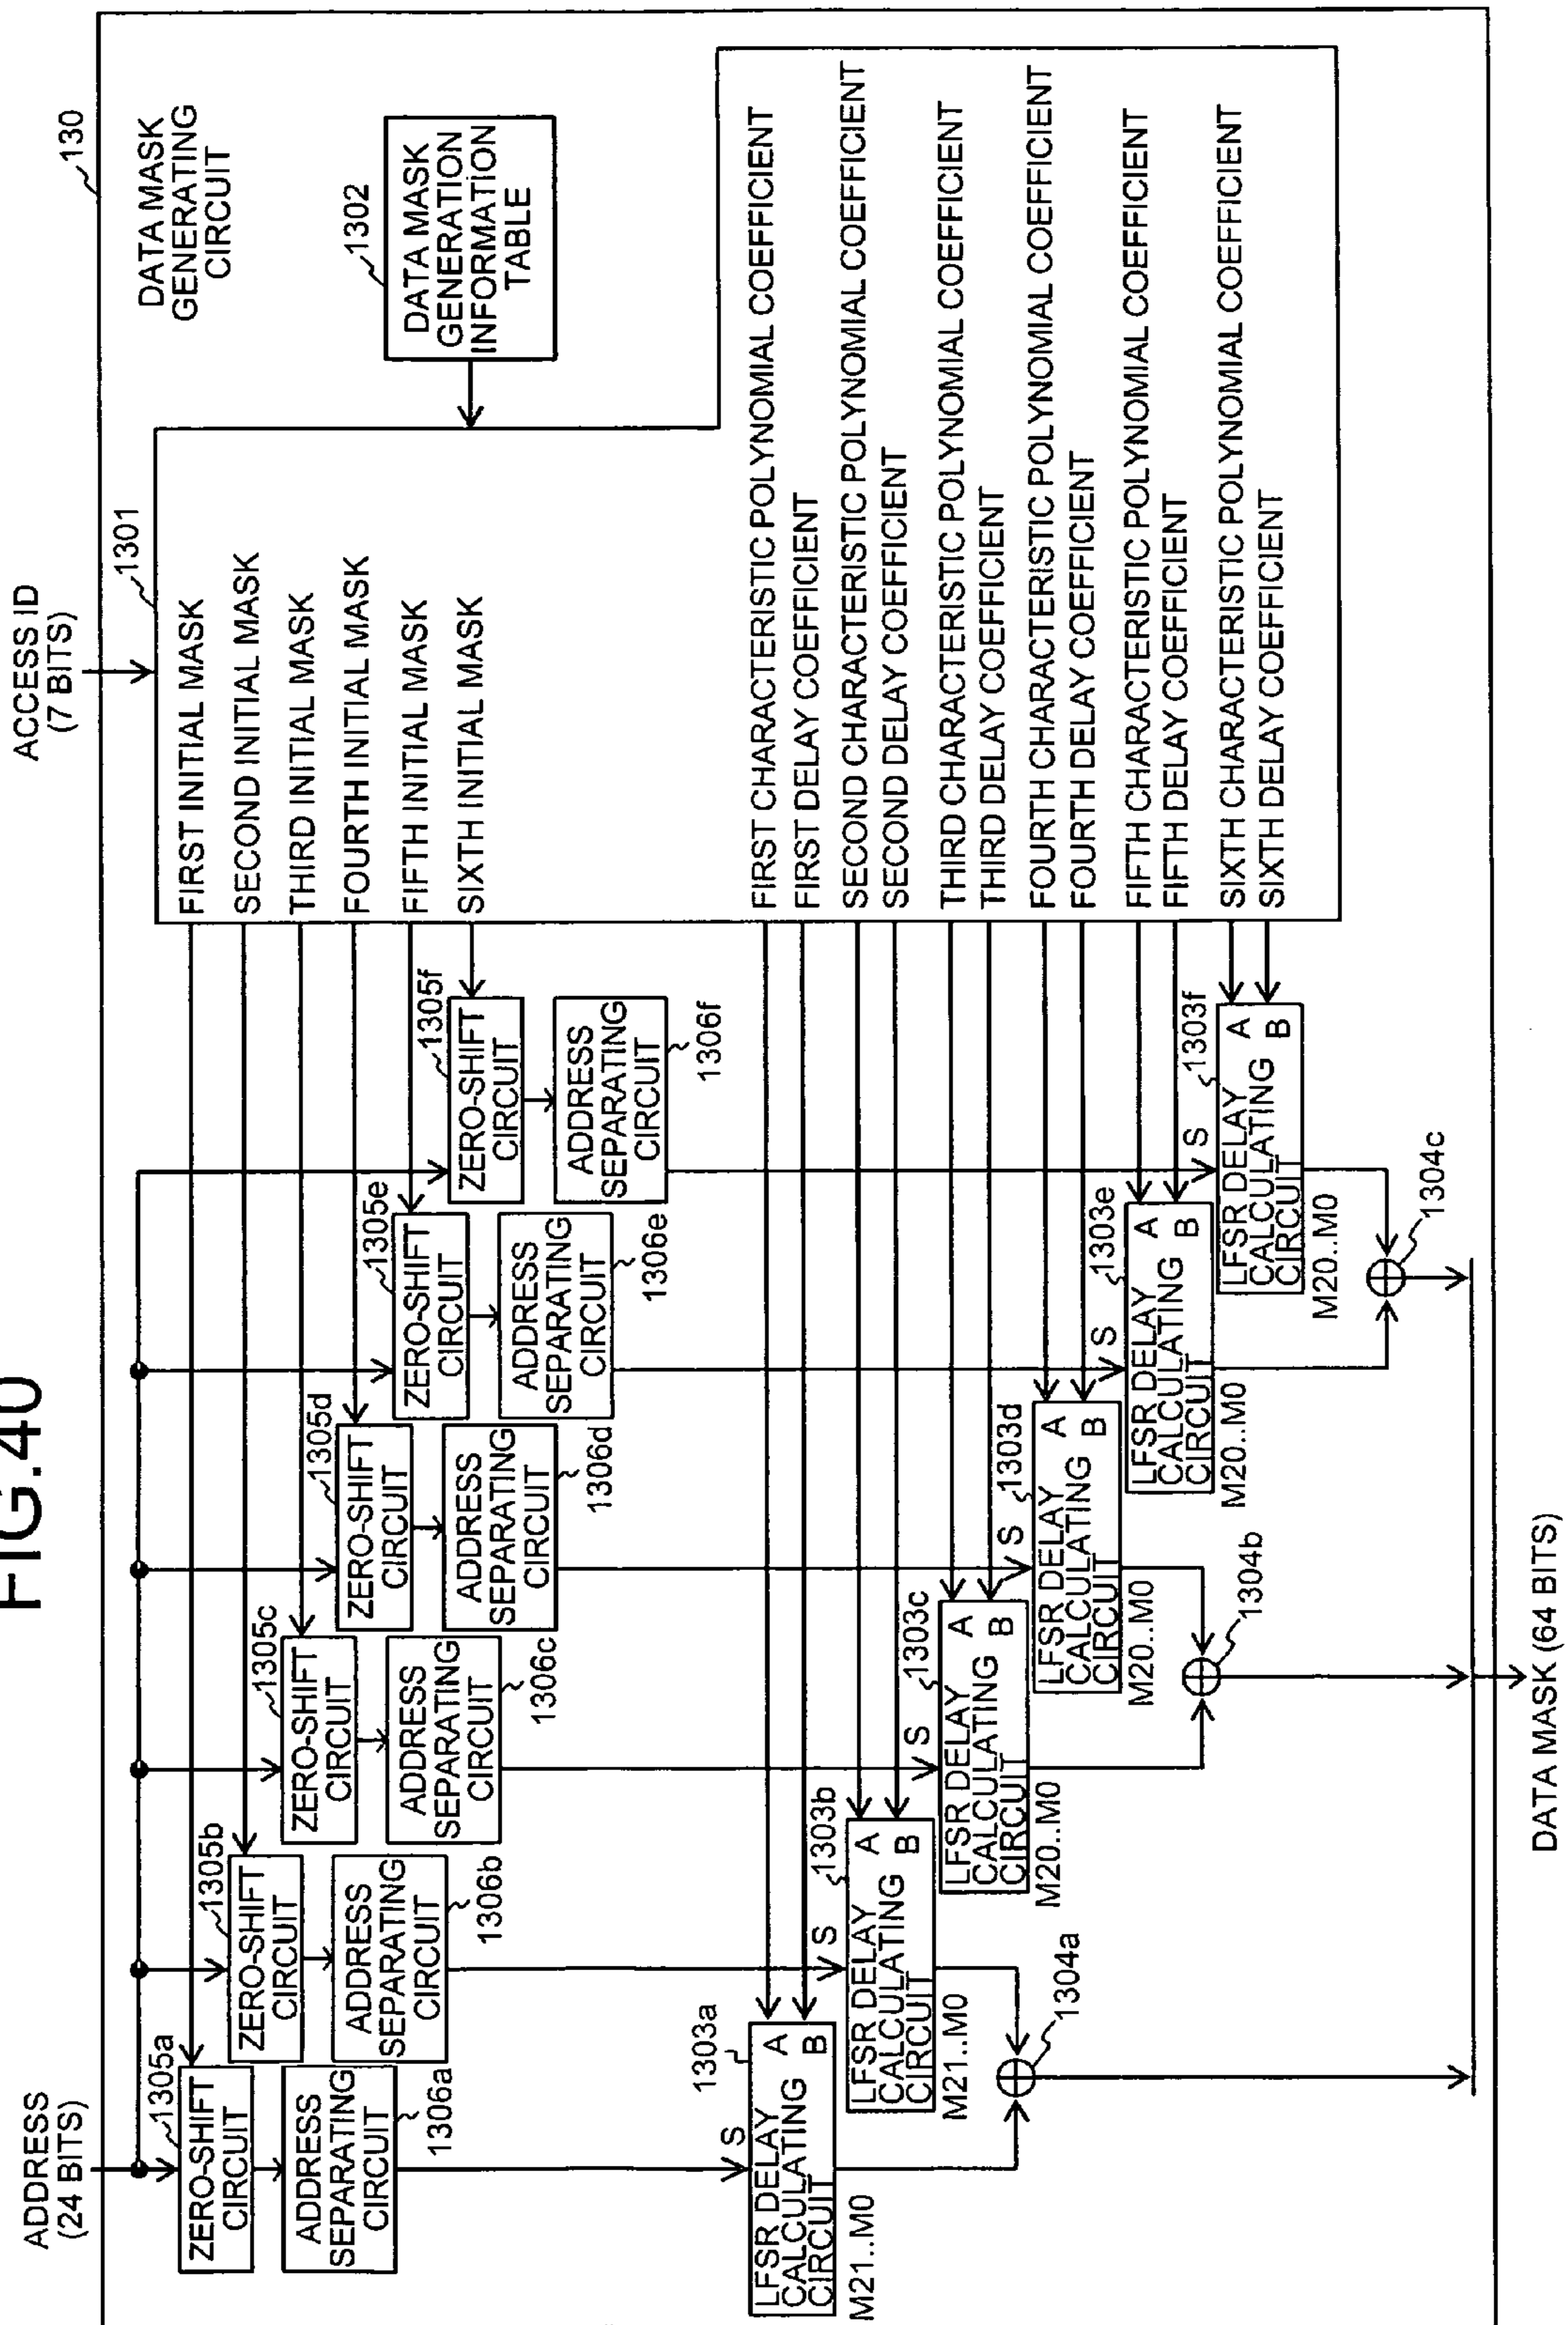 FIG.40
ADDRESS
(24 BITS)
ACCESS ID
(7 BITS)
130
DATA MASK
GENERATING
CIRCUIT
1301
1302
DATA MASK
GENERATION
INFORMATION
TABLE
FIRST INITIAL MASK
SECOND INITIAL MASK
THIRD INITIAL MASK
FOURTH INITIAL MASK
FIFTH INITIAL MASK
SIXTH INITIAL MASK
FIRST CHARACTERISTIC POLYNOMIAL COEFFICIENT
FIRST DELAY COEFFICIENT
SECOND CHARACTERISTIC POLYNOMIAL COEFFICIENT
SECOND DELAY COEFFICIENT
THIRD CHARACTERISTIC POLYNOMIAL COEFFICIENT
THIRD DELAY COEFFICIENT
FOURTH CHARACTERISTIC POLYNOMIAL COEFFICIENT
FOURTH DELAY COEFFICIENT
FIFTH CHARACTERISTIC POLYNOMIAL COEFFICIENT
FIFTH DELAY COEFFICIENT
SIXTH CHARACTERISTIC POLYNOMIAL COEFFICIENT
SIXTH DELAY COEFFICIENT
1305a
ZERO-SHIFT
CIRCUIT
ADDRESS
SEPARATING
CIRCUIT
1306a
1305b
ZERO-SHIFT
CIRCUIT
ADDRESS
SEPARATING
CIRCUIT
1306b
1305c
ZERO-SHIFT
CIRCUIT
ADDRESS
SEPARATING
CIRCUIT
1306c
1305d
ZERO-SHIFT
CIRCUIT
ADDRESS
SEPARATING
CIRCUIT
1306d
1305e
ZERO-SHIFT
CIRCUIT
ADDRESS
SEPARATING
CIRCUIT
1306e
1305f
ZERO-SHIFT
CIRCUIT
ADDRESS
SEPARATING
CIRCUIT
1306f
S
1303a
LFSR DELAY
CALCULATING
CIRCUIT
A
B
M21..M0
S
1303b
LFSR DELAY
CALCULATING
CIRCUIT
A
B
M21..M0
1304a
S
1303c
LFSR DELAY
CALCULATING
CIRCUIT
A
B
M20..M0
S
1303d
LFSR DELAY
CALCULATING
CIRCUIT
A
B
M20..M0
1304b
S
1303e
LFSR DELAY
CALCULATING
CIRCUIT
A
B
M20..M0
S
1303f
LFSR DELAY
CALCULATING
CIRCUIT
A
B
M20..M0
1304c
DATA MASK (64 BITS)